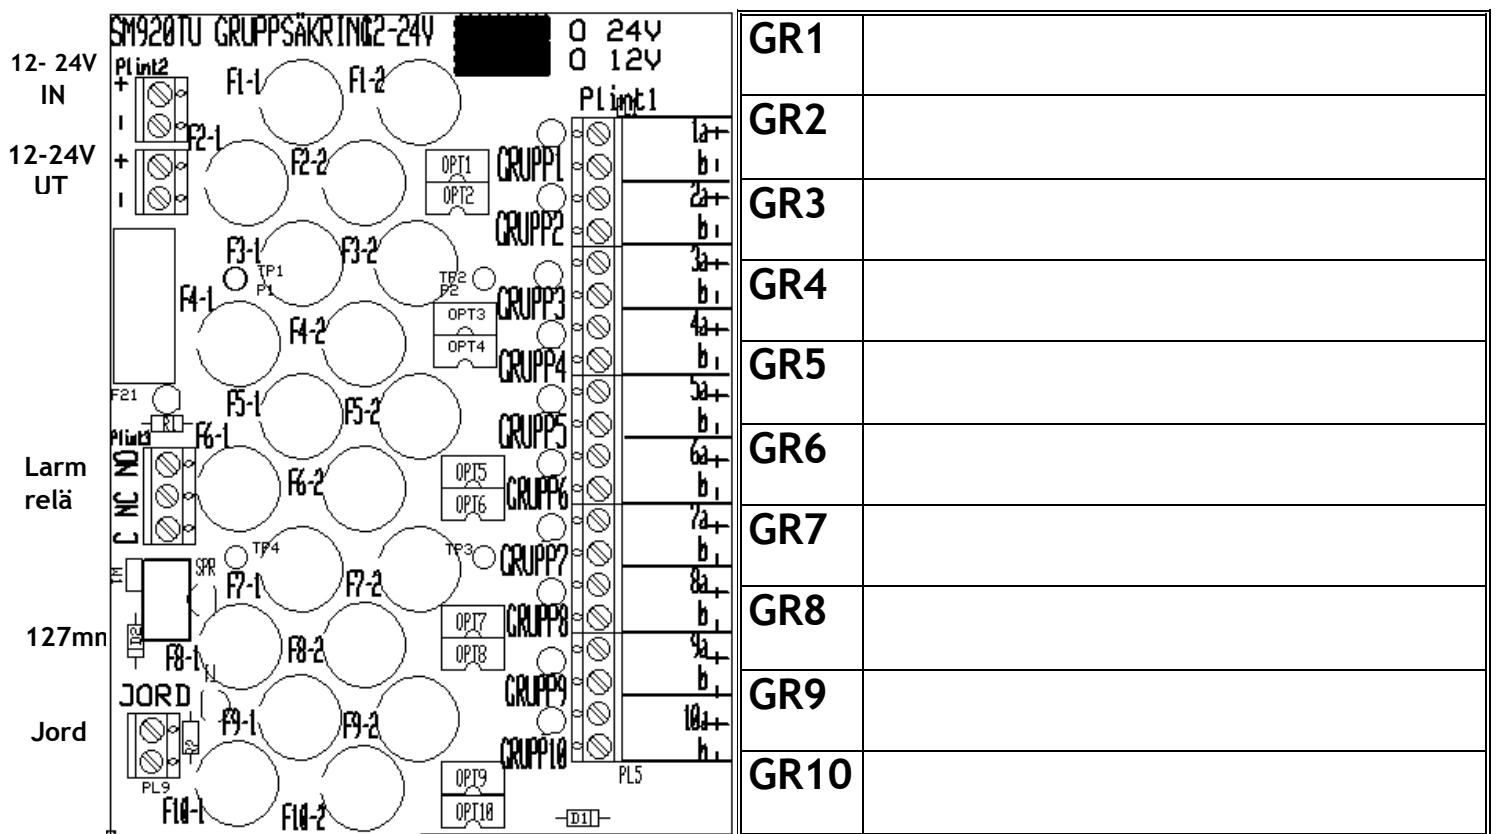 SM920TU GRUPPSÄKRING12-24V
24V
12V
12- 24V
IN
Plint2
+
-
F1-1
F1-2
Plint1
12-24V
UT
+
-
F2-1
F2-2
OPT1
OPT2
GRUPP1
1a+
b -
GRUPP2
2a+
b -
F3-1
F3-2
TP1
P1
TP2
P2
GRUPP3
3a+
b -
F4-1
F4-2
OPT3
OPT4
GRUPP4
4a+
b -
F21
R1
F5-1
F5-2
GRUPP5
5a+
b -
Plint3
F6-1
F6-2
Larm
relä
C NC NO
OPT5
OPT6
GRUPP6
6a+
b -
TP4
TP3
SPR
TM
F7-1
F7-2
GRUPP7
7a+
b -
127mm
D2
F8-1
F8-2
OPT7
OPT8
GRUPP8
8a+
b -
JORD
Jord
PL9
F9-1
F9-2
GRUPP9
9a+
b -
F10-1
F10-2
OPT9
OPT10
GRUPP10
10a+
b -
PL5
D1
GR1
GR2
GR3
GR4
GR5
GR6
GR7
GR8
GR9
GR10